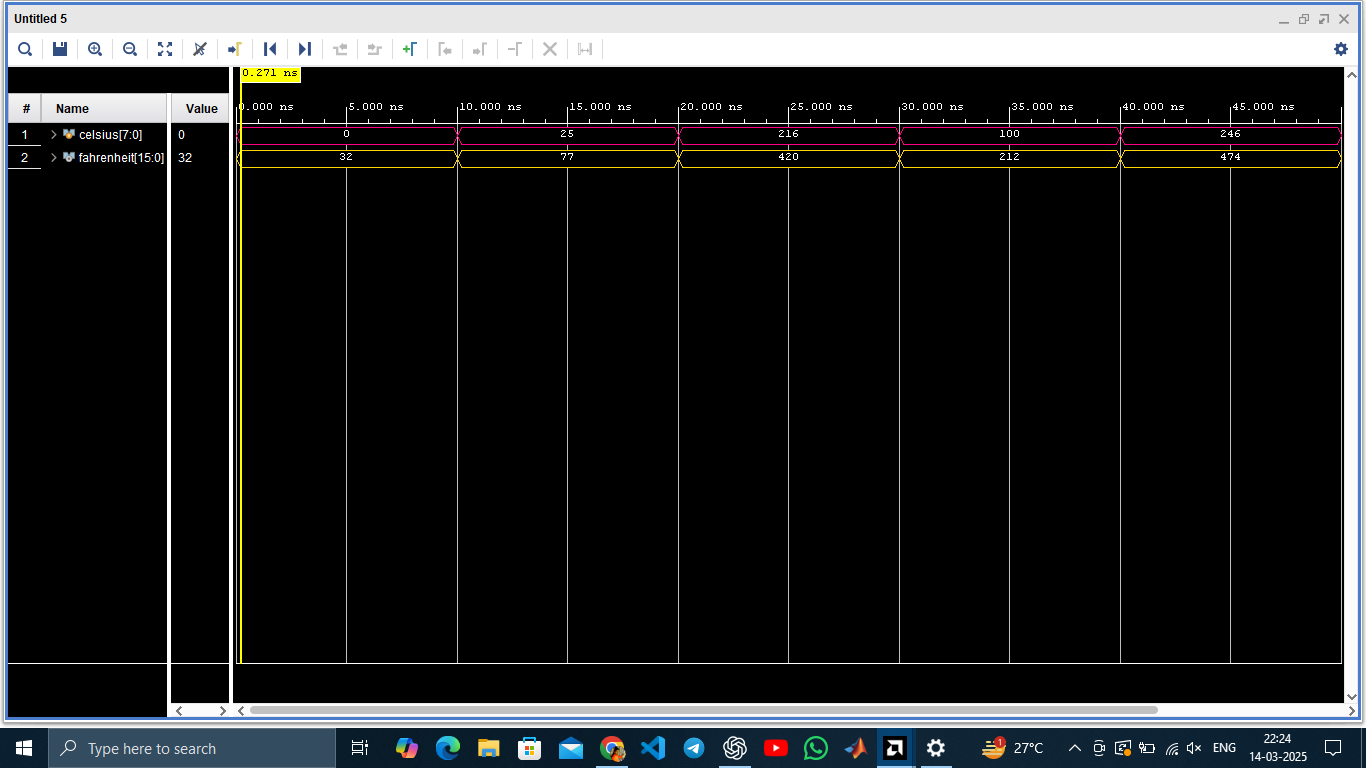 Untitled 5
0.271 ns
# Name Value
0.000 ns 5.000 ns 10.000 ns 15.000 ns 20.000 ns 25.000 ns 30.000 ns 35.000 ns 40.000 ns 45.000 ns
1 celsius[7:0] 0 0 25 216 100 246
2 fahrenheit[15:0] 32 32 77 420 212 474
Type here to search
1 27°C
ENG
22:24
14-03-2025